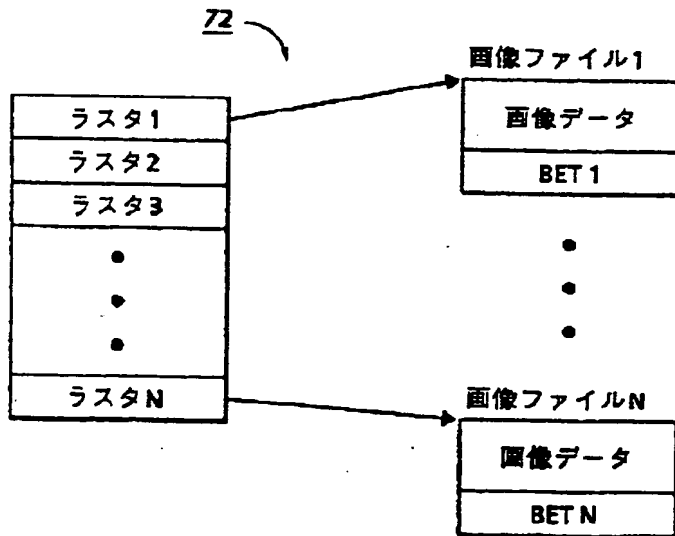 72
ラスタ1
ラスタ2
ラスタ3
ラスタN
画像ファイル1
画像データ
BET 1
画像ファイルN
画像データ
BET N